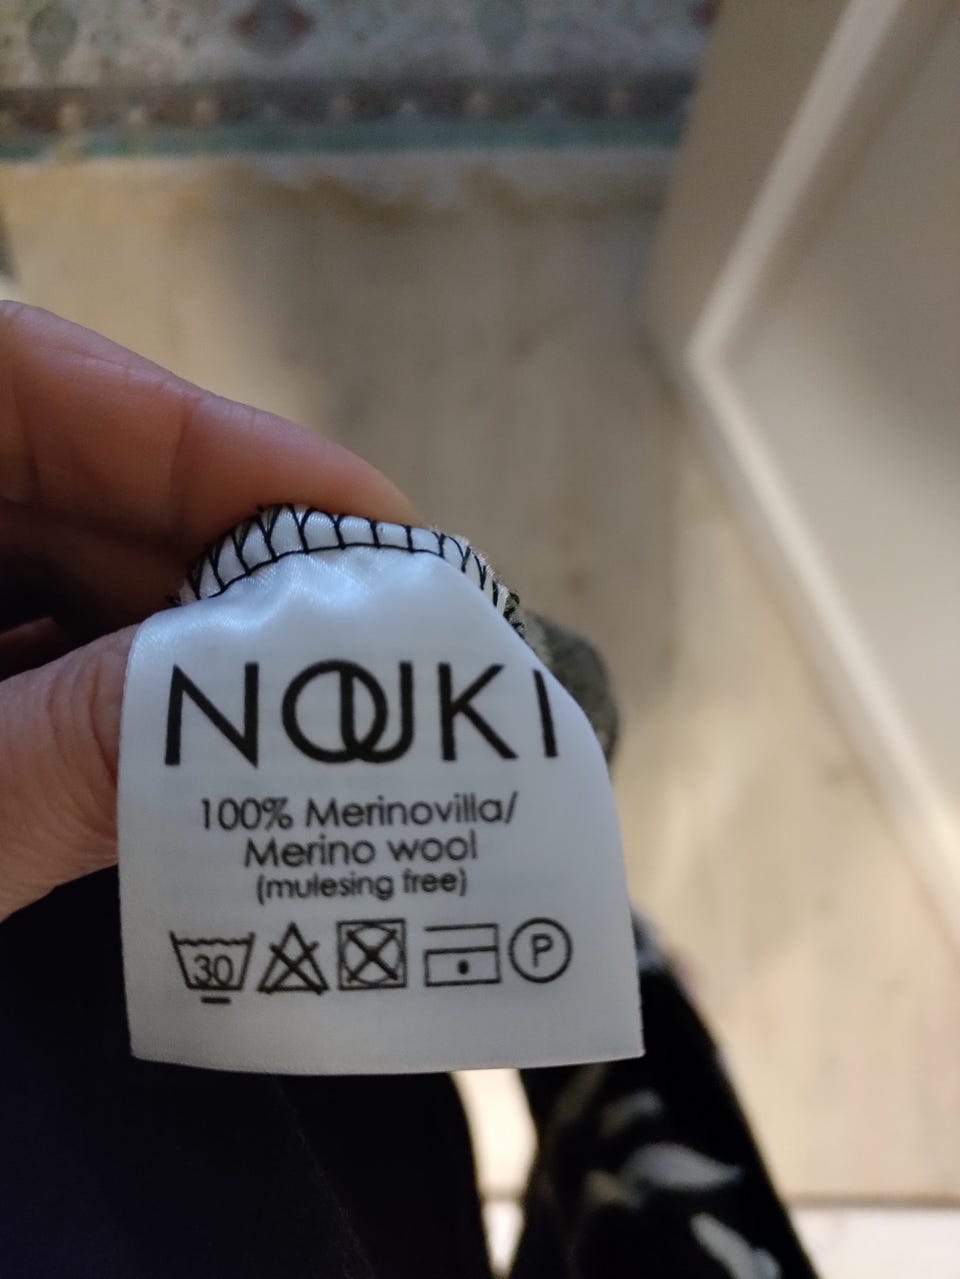 NOUKI
100% Merinovilla/
Merino wool
(mulesing free)
30 P